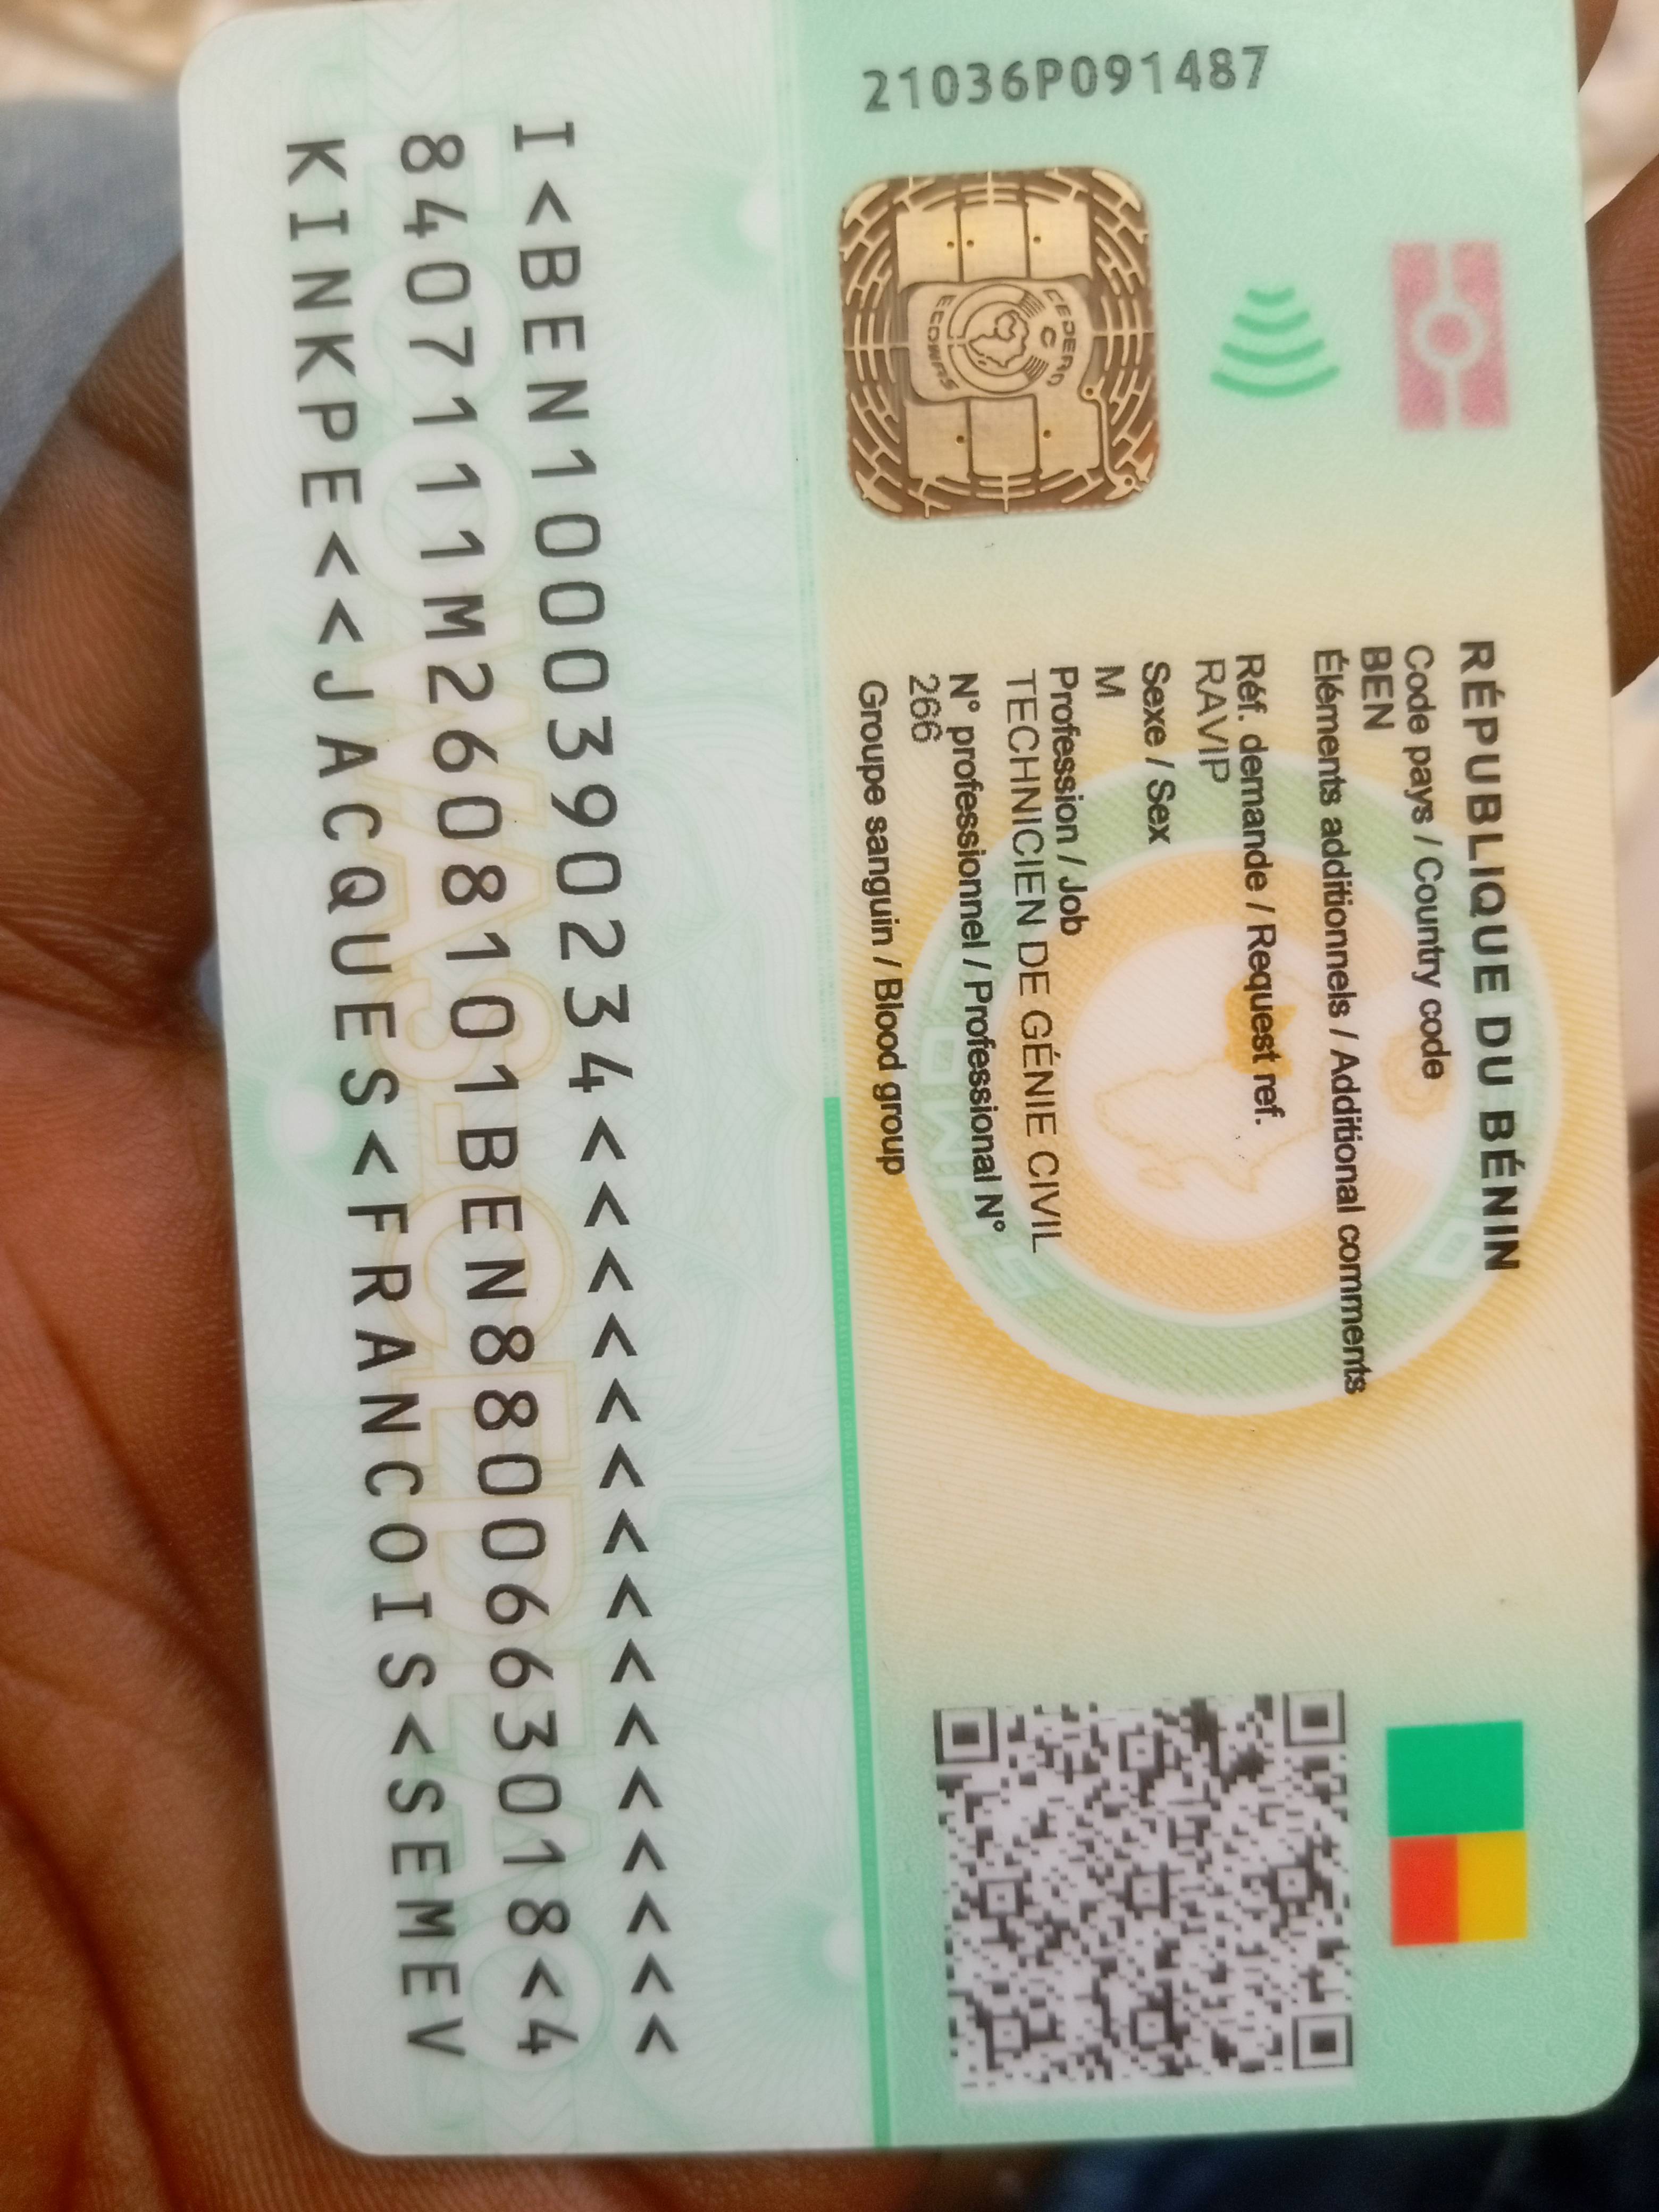 21036P091487
RÉPUBLIQUE DU BÉNIN
Code pays / Country code
BEN
Éléments additionnels / Additional comments
Réf. demande / Request ref.
RAVIP
Sexe / Sex
M
Profession / Job
TECHNICIEN DE GÉNIE CIVIL
N° professionnel / Professional N°
266
Groupe sanguin / Blood group
CEDEAO
ECOWAS
I<BEN1000390234<<<<<<<<<<<<<<<
8407111M2608101BEN8800663018<4
KINKPE<<JACQUES<FRANCOIS<SEMEV